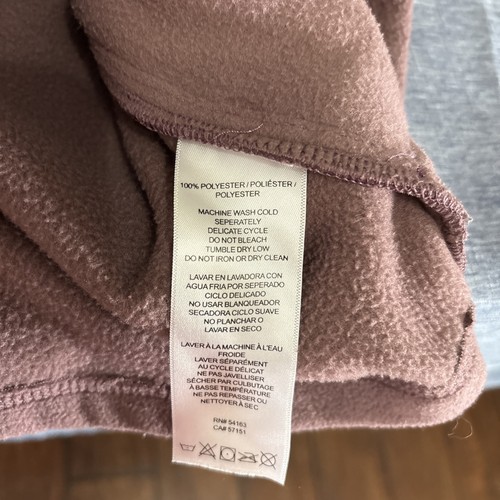 100% POLYESTER / POLIÉSTER /
POLYESTER
MACHINE WASH COLD
SEPERATELY
DELICATE CYCLE
DO NOT BLEACH
TUMBLE DRY LOW
DO NOT IRON OR DRY CLEAN
LAVAR EN LAVADORA CON
AGUA FRIA POR SEPERADO
CICLO DELICADO
NO USAR BLANQUEADOR
SECADORA CICLO SUAVE
NO PLANCHAR O
LAVAR EN SECO
LAVER À LA MACHINE À L'EAU
FROIDE
LAVER SÉPARÉMENT
AU CYCLE DÉLICAT
NE PAS JAVELLISER
SÉCHER PAR CULBUTAGE
À BASSE TEMPÉRATURE
NE PAS REPASSER OU
NETTOYER À SEC
RN# 54163
CA# 57151